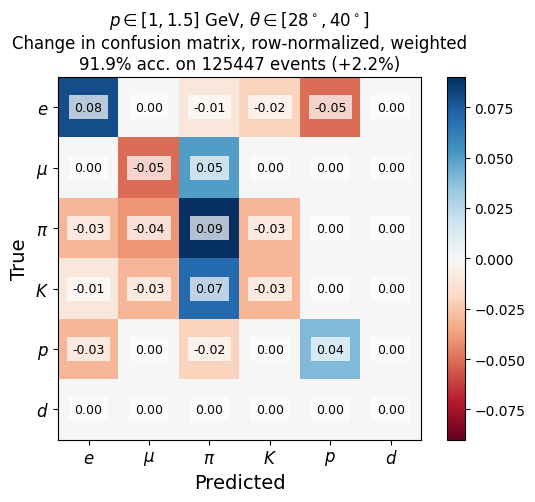 p ∈ [1, 1.5] GeV, θ ∈ [28°, 40°]
Change in confusion matrix, row-normalized, weighted
91.9% acc. on 125447 events (+2.2%)
e 0.08 0.00 -0.01 -0.02 -0.05 0.00
μ 0.00 -0.05 0.05 0.00 0.00 0.00
π -0.03 -0.04 0.09 -0.03 0.00 0.00
K -0.01 -0.03 0.07 -0.03 0.00 0.00
p -0.03 0.00 -0.02 0.00 0.04 0.00
d 0.00 0.00 0.00 0.00 0.00 0.00
e μ π K p d
Predicted
True
0.075
0.050
0.025
0.000
−0.025
−0.050
−0.075